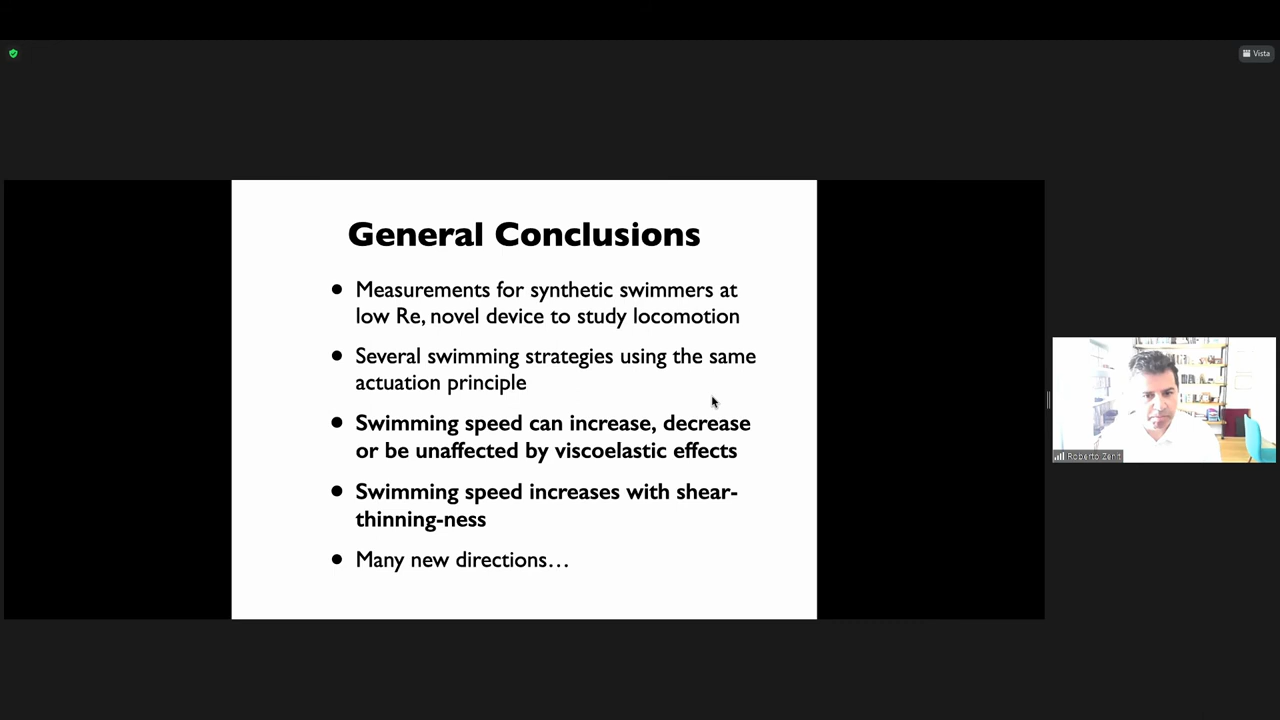 Vista
General Conclusions
• Measurements for synthetic swimmers at
low Re, novel device to study locomotion
• Several swimming strategies using the same
actuation principle
• Swimming speed can increase, decrease
or be unaffected by viscoelastic effects
• Swimming speed increases with shear-
thinning-ness
• Many new directions...
Roberto Zenit